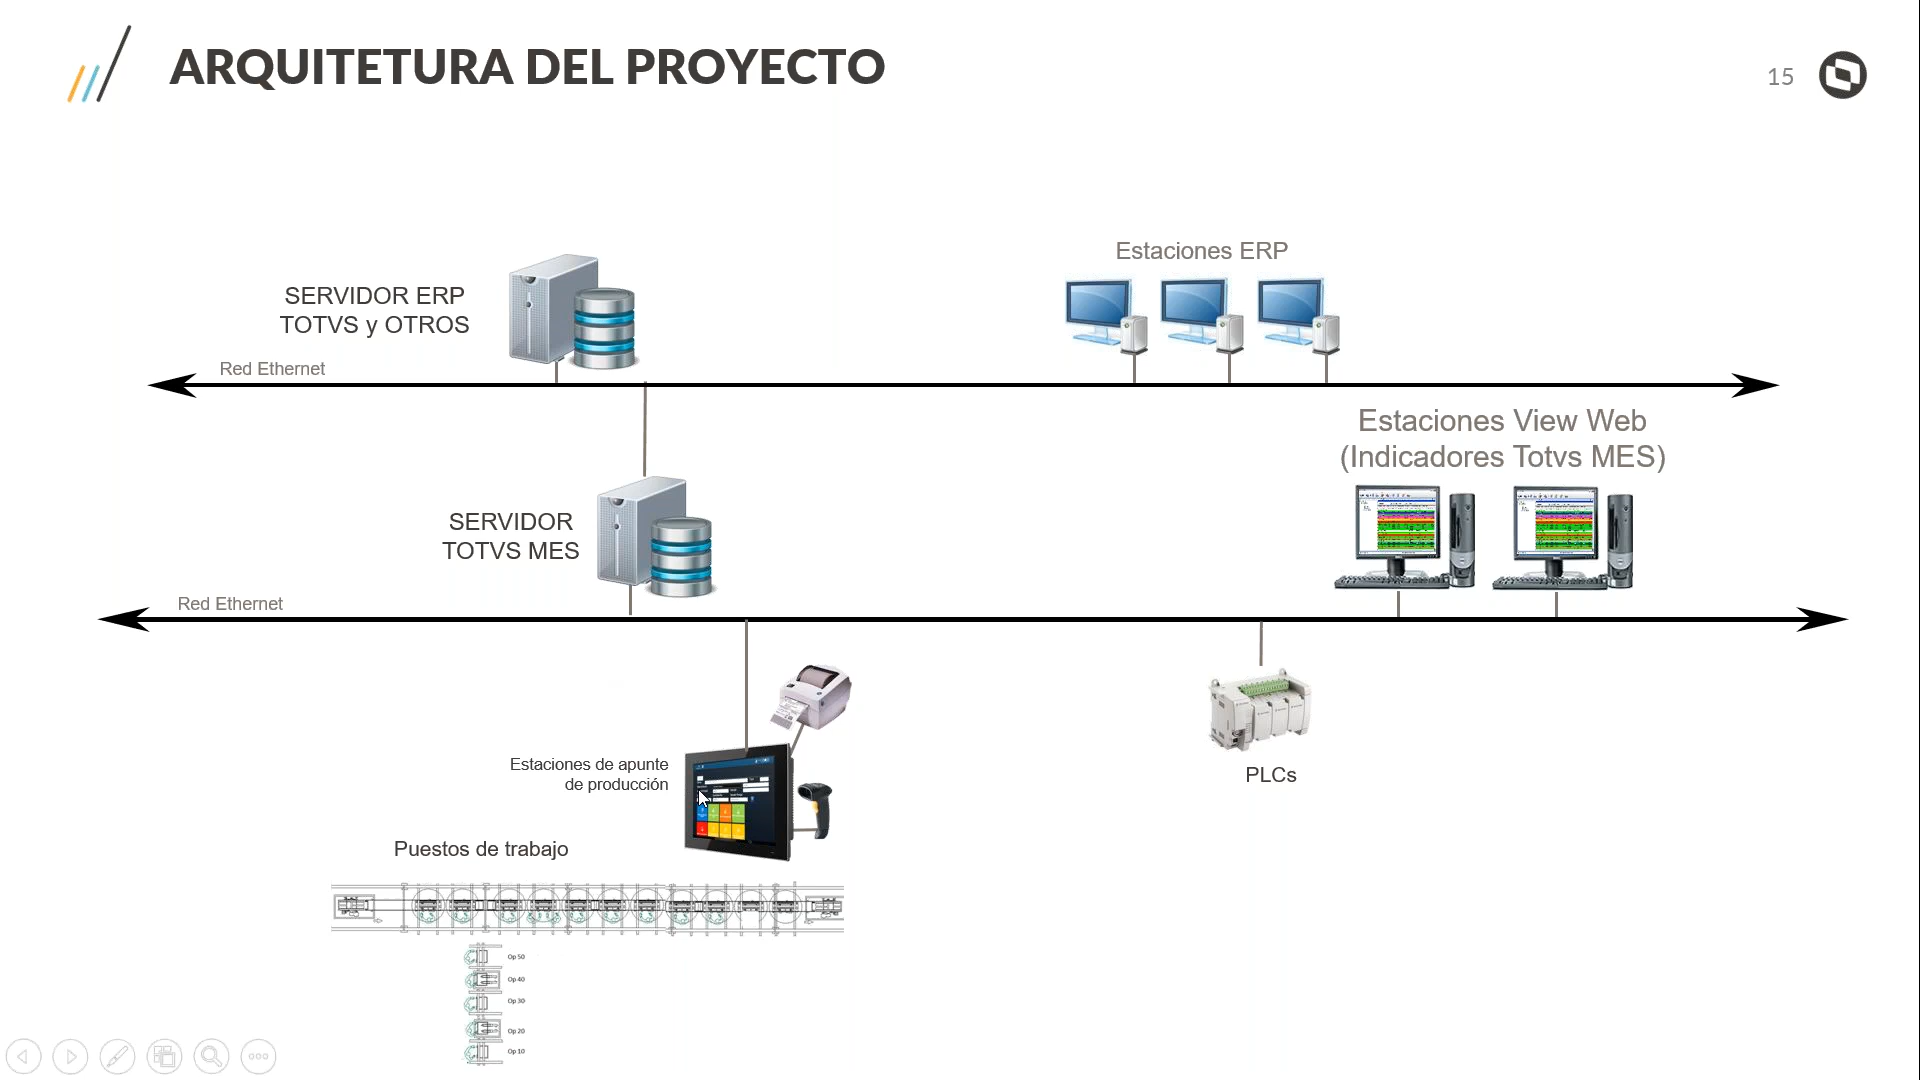 ARQUITETURA DEL PROYECTO
15
Estaciones ERP
SERVIDOR ERP
TOTVS y OTROS
Red Ethernet
Estaciones View Web
(Indicadores Totvs MES)
SERVIDOR
TOTVS MES
Red Ethernet
Estaciones de apunte
de producción
PLCs
Puestos de trabajo
Op 50
Op 40
Op 30
Op 20
Op 10